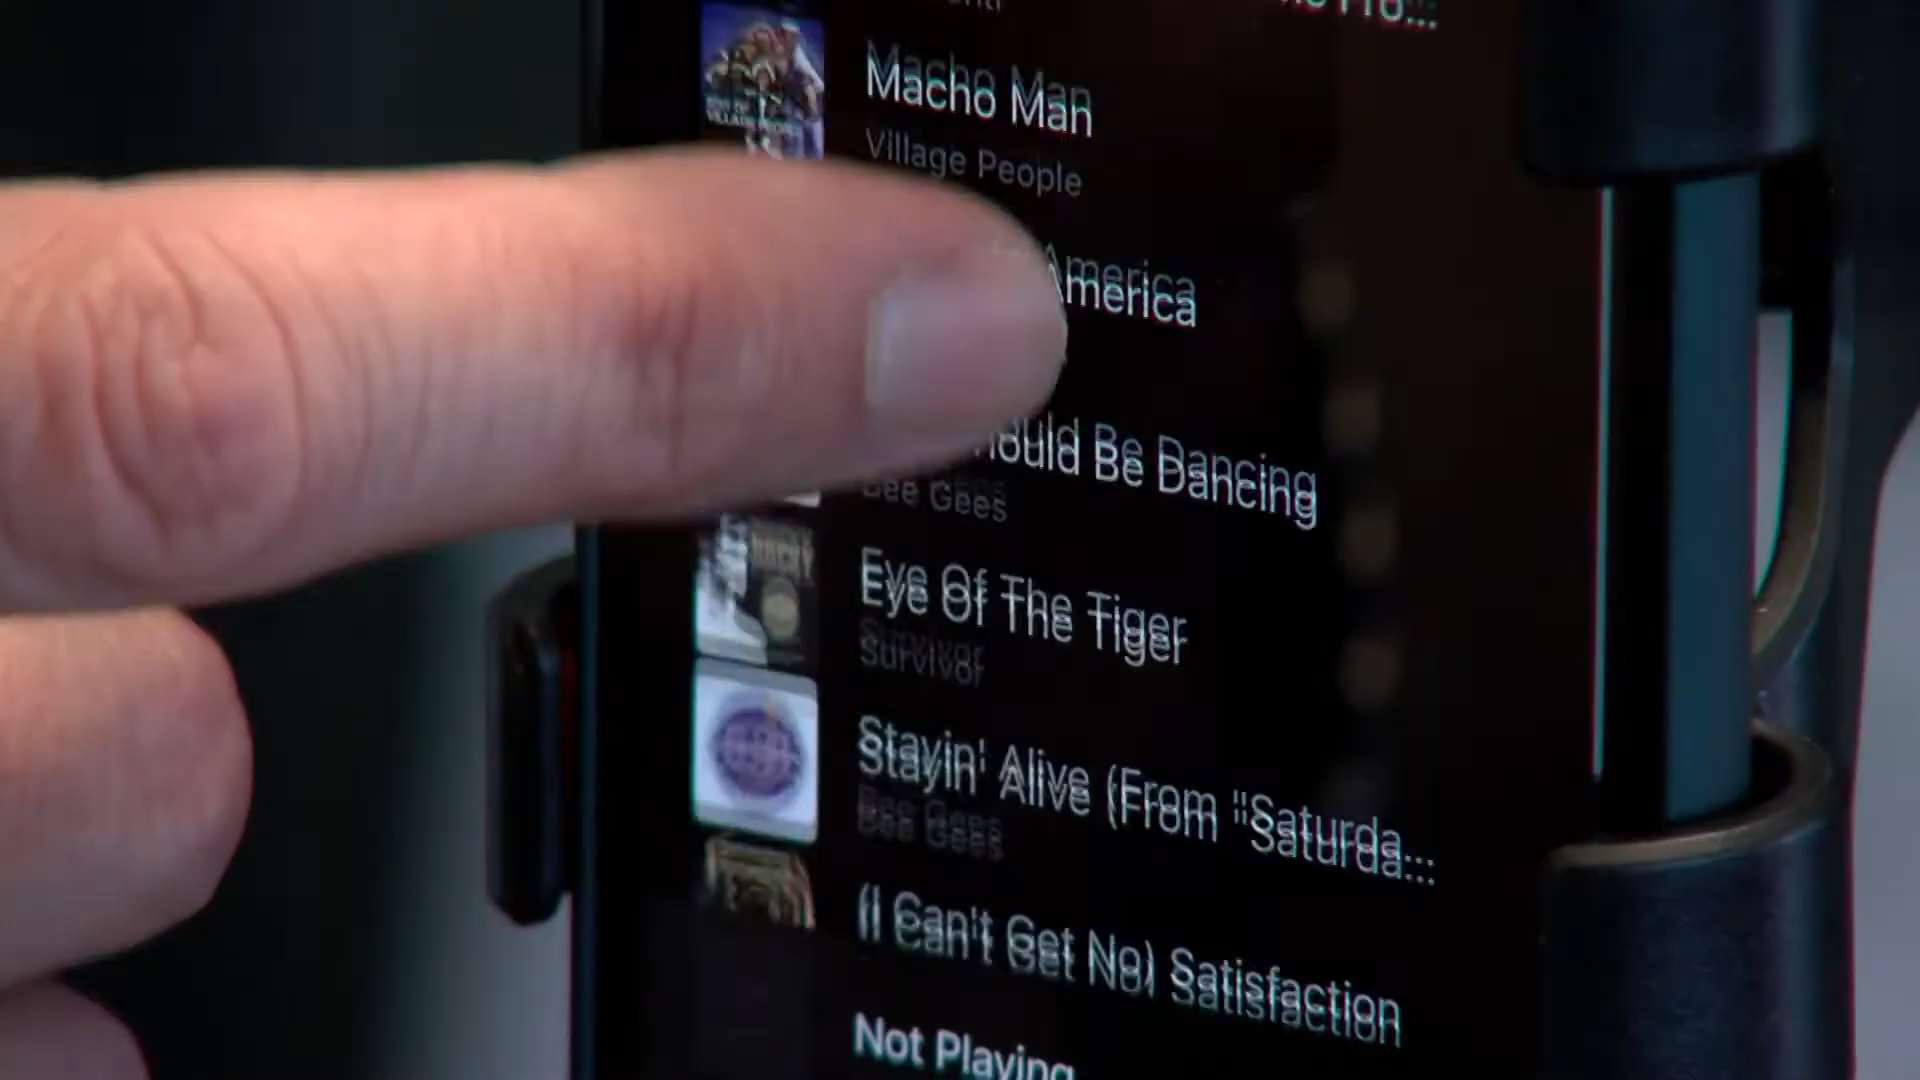 Macho Man
Village People
America
ould Be Dancing
Bee Gees
Eye Of The Tiger
Survivor
Stayin' Alive (From "Saturda...
Bee Gees
(I Can't Get No) Satisfaction
Not Playing